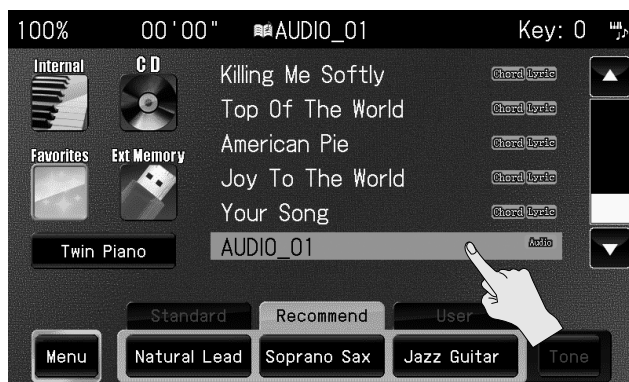 100% 00'00" AUDIO_01 Key: 0
Internal CD
Killing Me Softly Chord Lyric
Top Of The World Chord Lyric
American Pie Chord Lyric
Favorites Ext Memory
Joy To The World Chord Lyric
Your Song Chord Lyric
Twin Piano
AUDIO_01 Audio
Standard Recommend User
Menu Natural Lead Soprano Sax Jazz Guitar Tone